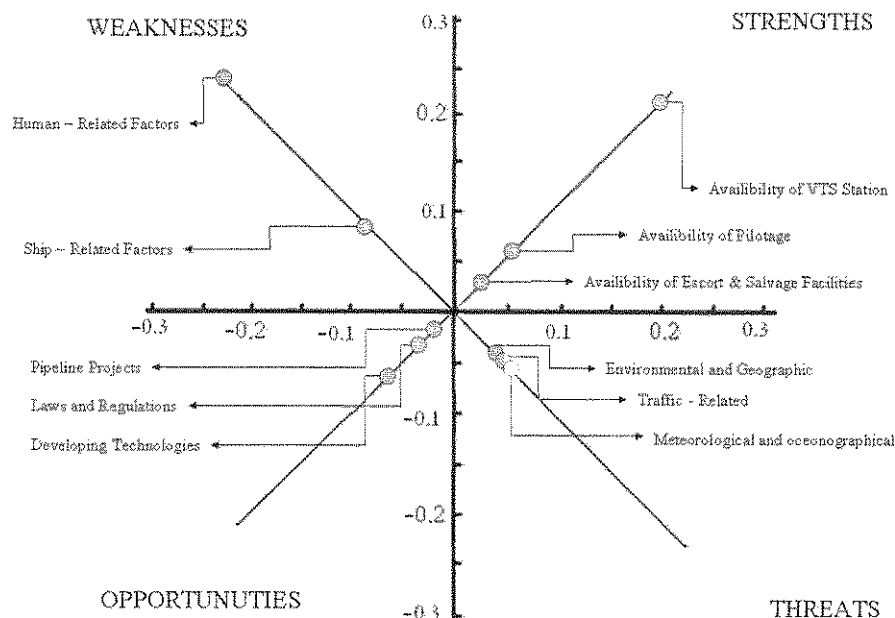 WEAKNESSES
STRENGTHS
0.3
0.2
0.1
Human – Related Factors
Availibility of VTS Station
Ship – Related Factors
Availibility of Pilotage
Availibility of Escort & Salvage Facilities
-0.3 -0.2 -0.1 0.1 0.2 0.3
Pipeline Projects
Environmental and Geographic
Laws and Regulations
Traffic - Related
-0.1
Developing Technologies
Meteorological and oceonographical
-0.2
OPPORTUNUTIES
THREATS
-0.3